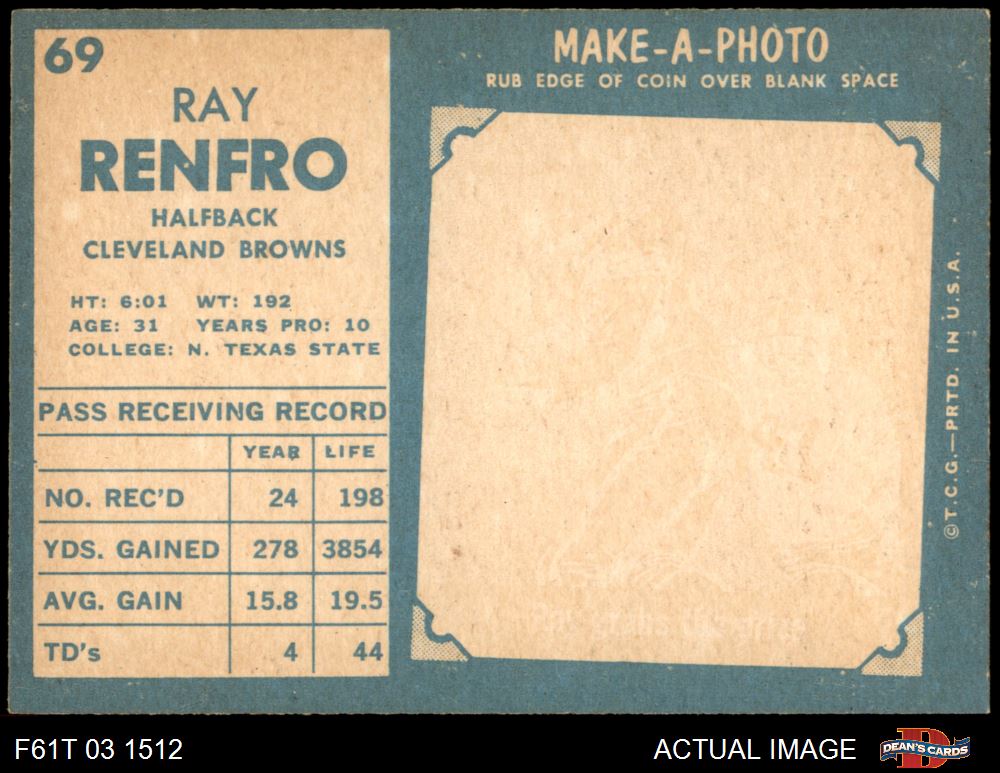 69
RAY
RENFRO
HALFBACK
CLEVELAND BROWNS
HT: 6:01 WT: 192
AGE: 31 YEARS PRO: 10
COLLEGE: N. TEXAS STATE
PASS RECEIVING RECORD
YEAR LIFE
NO. REC'D 24 198
YDS. GAINED 278 3854
AVG. GAIN 15.8 19.5
TD's 4 44
MAKE-A-PHOTO
RUB EDGE OF COIN OVER BLANK SPACE
©T.C.G.—PRTD. IN U.S.A.
F61T 03 1512
ACTUAL IMAGE
DEAN'S CARDS